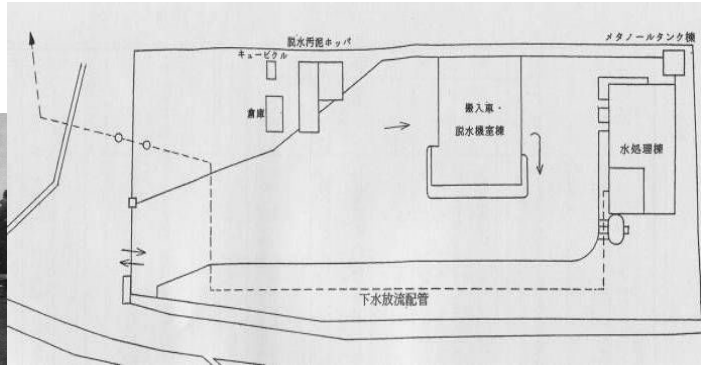 メタノールタンク棟
脱水汚泥ホッパ
キュービクル
倉庫
搬入車・
脱水機室棟
水処理棟
下水放流配管